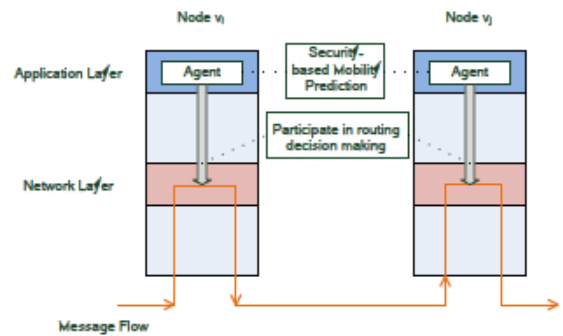 Node vᵢ
Node vⱼ
Application Layer
Agent
Security-
based Mobility
Prediction
Agent
Participate in routing
decision making
Network Layer
Message Flow